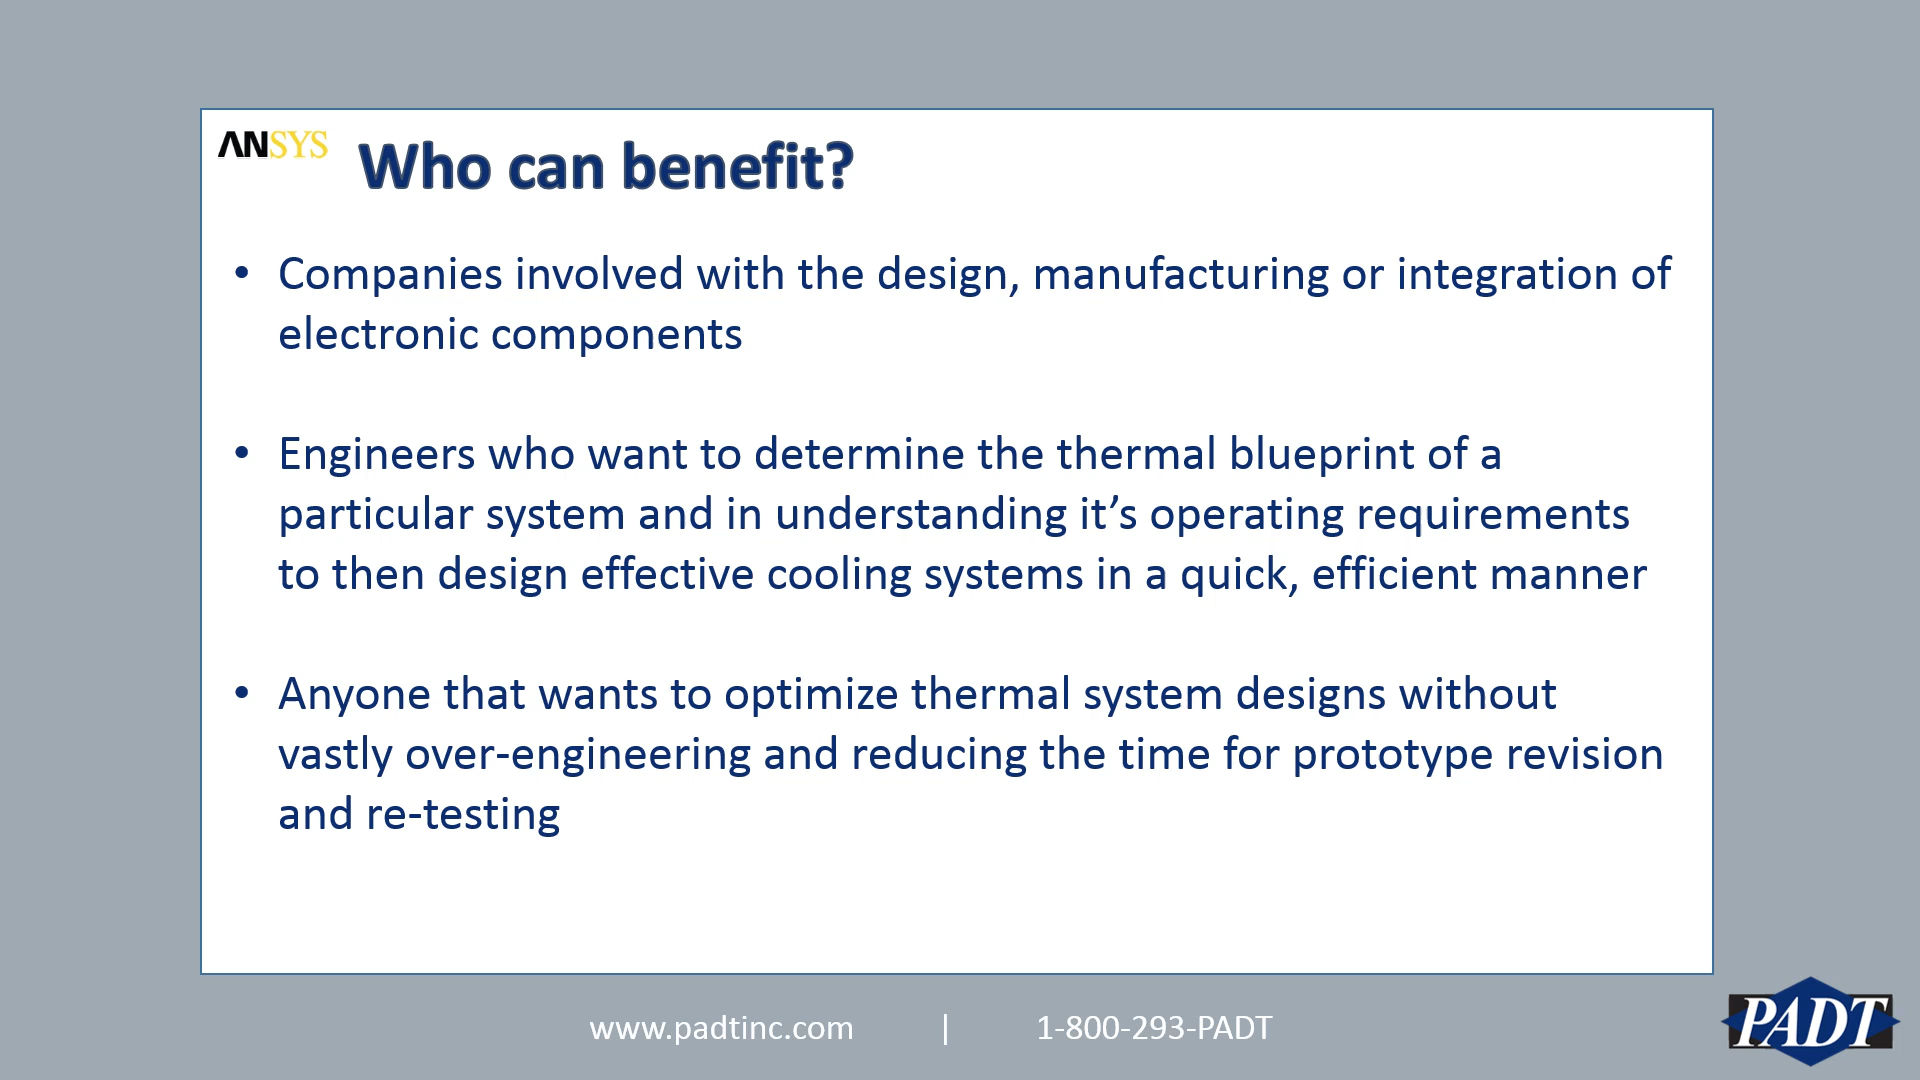 ANSYS
Who can benefit?
• Companies involved with the design, manufacturing or integration of
electronic components
• Engineers who want to determine the thermal blueprint of a
particular system and in understanding it’s operating requirements
to then design effective cooling systems in a quick, efficient manner
• Anyone that wants to optimize thermal system designs without
vastly over-engineering and reducing the time for prototype revision
and re-testing
www.padtinc.com | 1-800-293-PADT
PADT